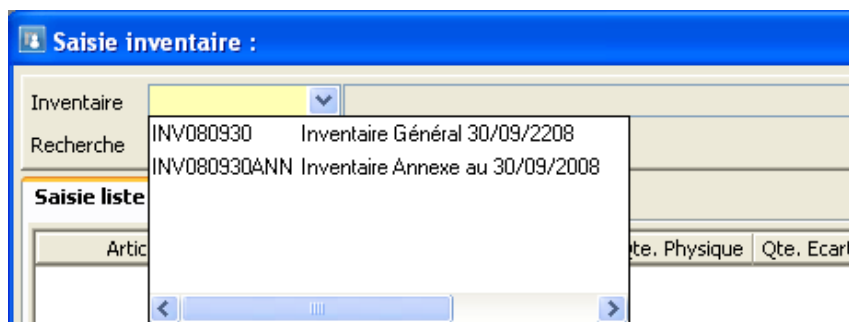 Saisie inventaire :
Inventaire
INV080930 Inventaire Général 30/09/2208
Recherche
INV080930ANN Inventaire Annexe au 30/09/2008
Saisie liste
Artic te. Physique Qte. Ecart